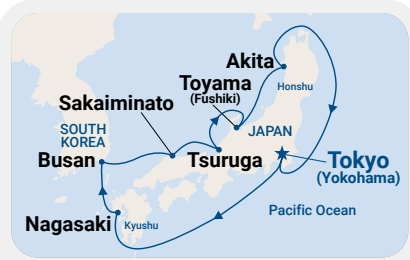 Akita
Toyama
(Fushiki)
Honshu
Sakaiminato
SOUTH
KOREA
JAPAN
Busan
Tsuruga
Tokyo
(Yokohama)
Nagasaki
Kyushu
Pacific Ocean